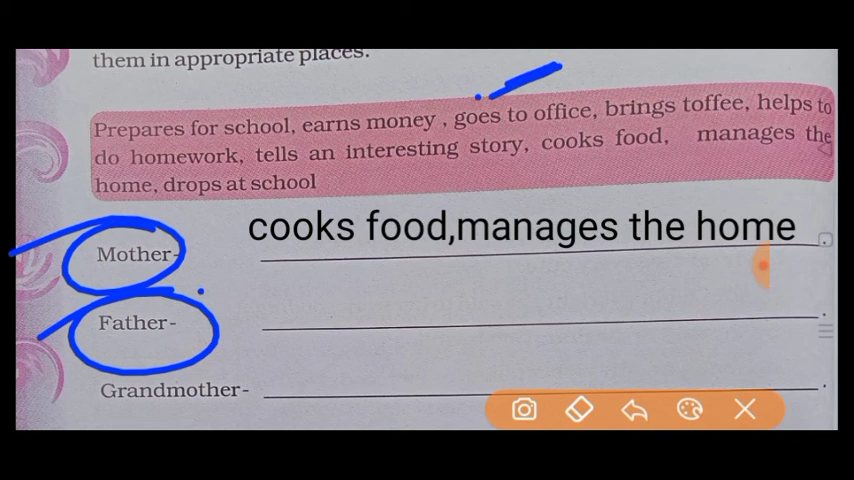 them in appropriate places.
Prepares for school, earns money , goes to office, brings toffee, helps to
do homework, tells an interesting story, cooks food, manages the
home, drops at school
cooks food,manages the home
Mother- .
Father- .
Grandmother- .